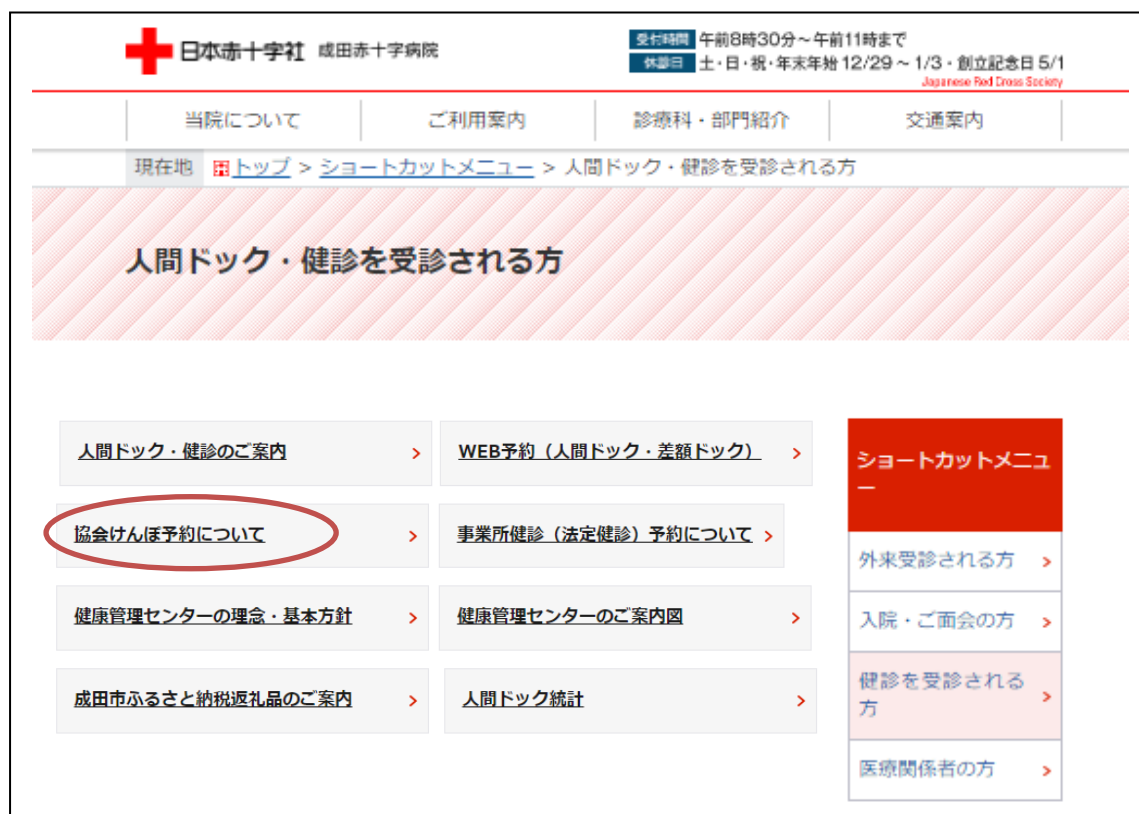 日本赤十字社 成田赤十字病院
受付時間 午前8時30分～午前11時まで
休診日 土・日・祝・年末年始 12/29 ～ 1/3・創立記念日 5/1
Japanese Red Cross Society
当院について ご利用案内 診療科・部門紹介 交通案内
現在地 トップ > ショートカットメニュー > 人間ドック・健診を受診される方
人間ドック・健診を受診される方
人間ドック・健診のご案内
WEB予約（人間ドック・差額ドック）
協会けんぽ予約について
事業所健診（法定健診）予約について
健康管理センターの理念・基本方針
健康管理センターのご案内図
成田市ふるさと納税返礼品のご案内
人間ドック統計
ショートカットメニュ
ー
外来受診される方
入院・ご面会の方
健診を受診される
方
医療関係者の方